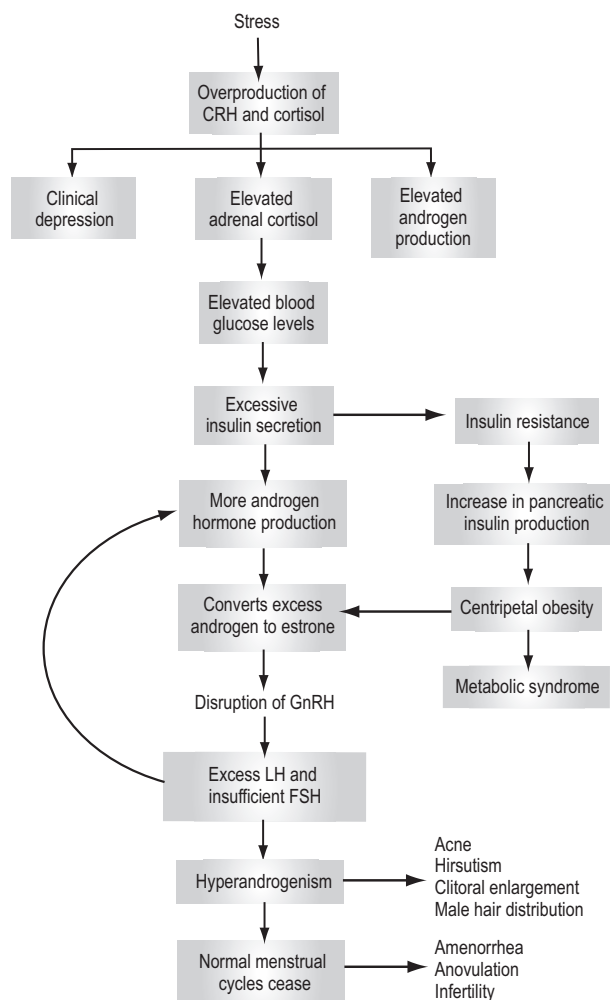 Stress
Overproduction of
CRH and cortisol
Clinical
depression
Elevated
adrenal cortisol
Elevated
androgen
production
Elevated blood
glucose levels
Excessive
insulin secretion
Insulin resistance
More androgen
hormone production
Increase in pancreatic
insulin production
Converts excess
androgen to estrone
Centripetal obesity
Metabolic syndrome
Disruption of GnRH
Excess LH and
insufficient FSH
Hyperandrogenism
Acne
Hirsutism
Clitoral enlargement
Male hair distribution
Normal menstrual
cycles cease
Amenorrhea
Anovulation
Infertility